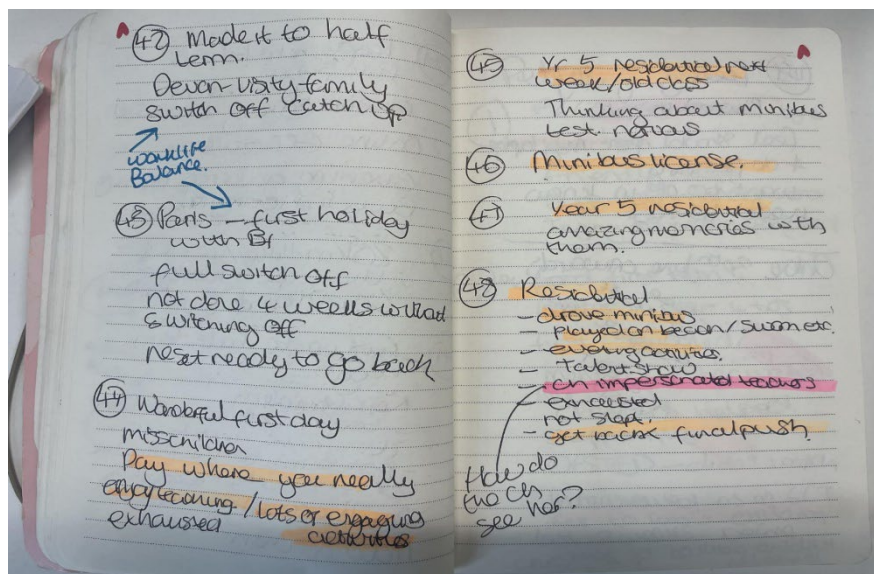 42 Made it to half
term.
Devon visity family
switch off catch up
worklife
Balance.
43 Paris - first holiday
with Bf
full switch off
not done 4 weeks without
switching off
reset ready to go back
44 Wonderful first day
miss children
Day where you really
enjoy teaching / lots of engaging
exhausted activities
45 Yr 5 residential next
week / old class
Thinking about minibus
test. nervous
46 Minibus license.
47 Year 5 residential
amazing memories with
them.
48 Residential
- drove minibus
- played on beach / swam etc.
- evening activities.
- Talent show
- ch impersonated teachers
- exhausted
not slept.
- get back final push.
How do
the ch
see her?